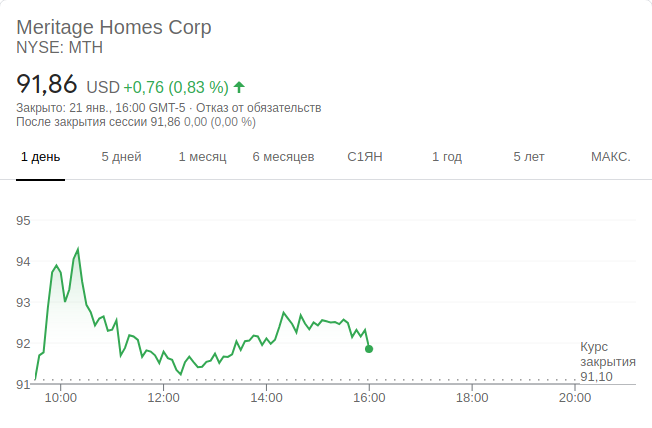 Meritage Homes Corp
NYSE: MTH
91,86 USD +0,76 (0,83 %)
Закрыто: 21 янв., 16:00 GMT-5 · Отказ от обязательств
После закрытия сессии 91,86 0,00 (0,00 %)
1 день 5 дней 1 месяц 6 месяцев С1ЯН 1 год 5 лет МАКС.
95
94
93
92
91
Курс
закрытия
91,10
10:00 12:00 14:00 16:00 18:00 20:00